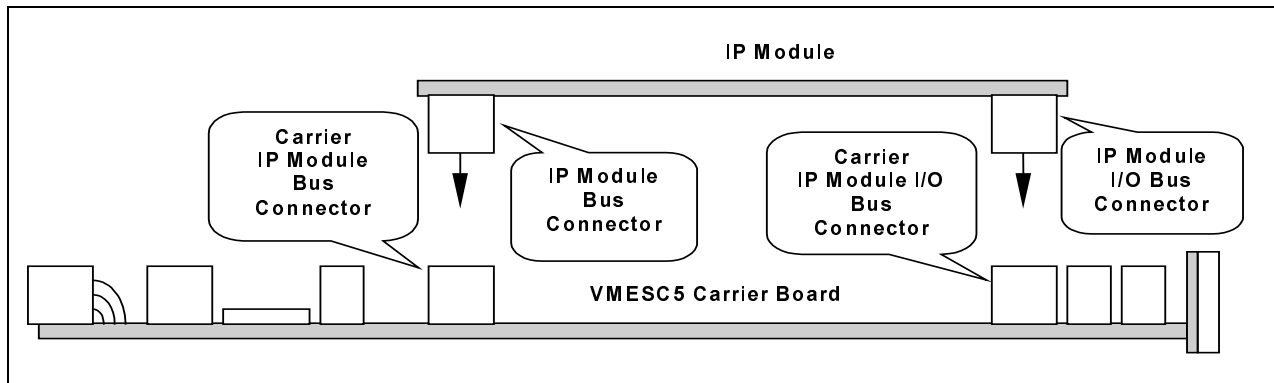 IP Module
Carrier
IP Module
Bus
Connector
IP Module
Bus
Connector
Carrier
IP Module I/O
Bus
Connector
IP Module
I/O Bus
Connector
VMESC5 Carrier Board